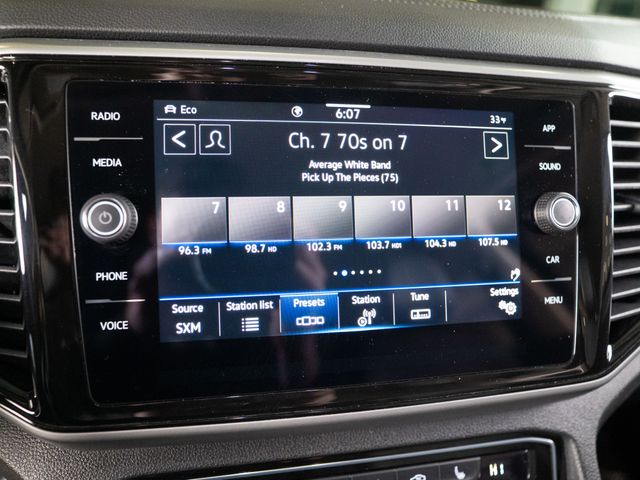 RADIO
MEDIA
PHONE
VOICE
Eco
6:07
33°F
Ch. 7 70s on 7
Average White Band
Pick Up The Pieces (75)
7 8 9 10 11 12
96.3 FM 98.7 HD 102.3 FM 103.7 HD1 104.3 HD 107.5 HD
Source Station list Presets Station Tune Settings
SXM
APP
SOUND
CAR
MENU
HI